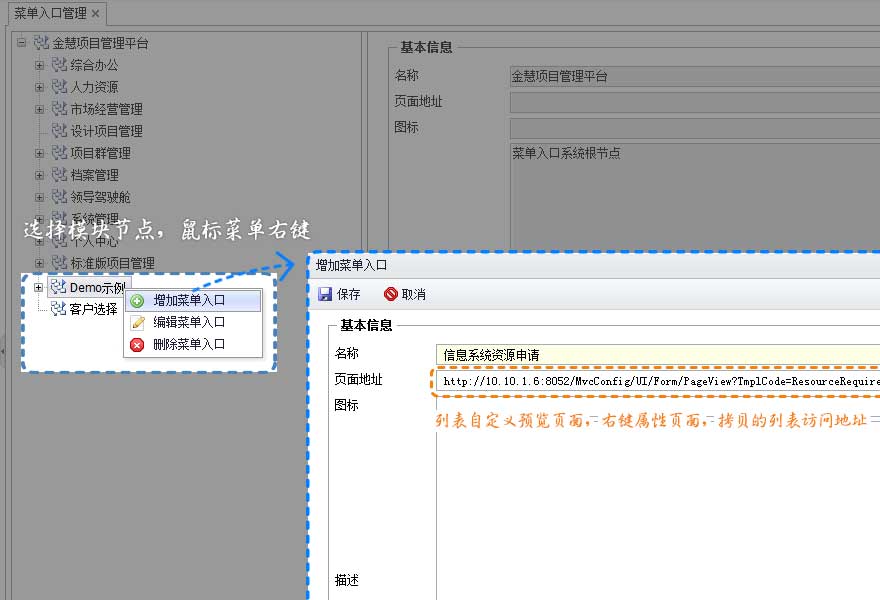 菜单入口管理 ×
金慧项目管理平台
综合办公
人力资源
市场经营管理
设计项目管理
项目群管理
档案管理
领导驾驶舱
系统管理
个人中心
标准版项目管理
选择模块节点，鼠标菜单右键
Demo示例
客户选择
增加菜单入口
编辑菜单入口
删除菜单入口
基本信息
名称 金慧项目管理平台
页面地址
图标
菜单入口系统根节点
增加菜单入口
保存 取消
基本信息
名称 信息系统资源申请
页面地址 http://10.10.1.6:8052/MvcConfig/UI/Form/PageView?TmplCode=ResourceRequire
图标
列表自定义预览页面，右键属性页面，拷贝的列表访问地址
描述